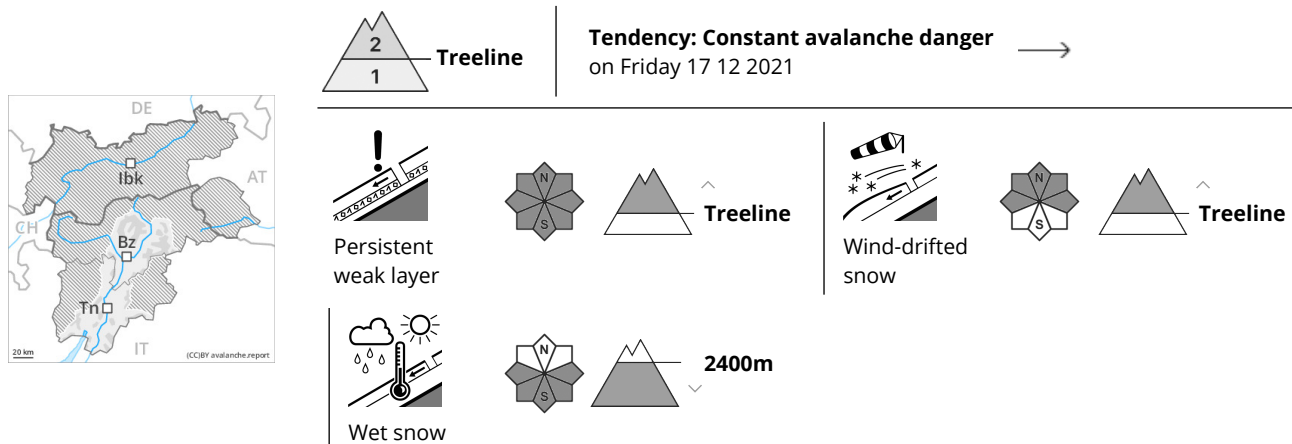 2
1
Treeline
Tendency: Constant avalanche danger
on Friday 17 12 2021
DE
Ibk
AT
CH
Bz
Tn
IT
20 km
(CC)BY avalanche.report
N
S
Treeline
Persistent
weak layer
N
S
Treeline
Wind-drifted
snow
N
S
2400m
Wet snow